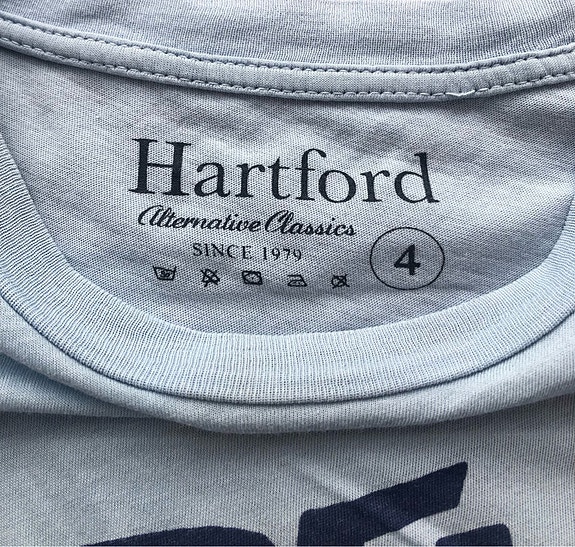 Hartford
Alternative Classics
SINCE 1979
4